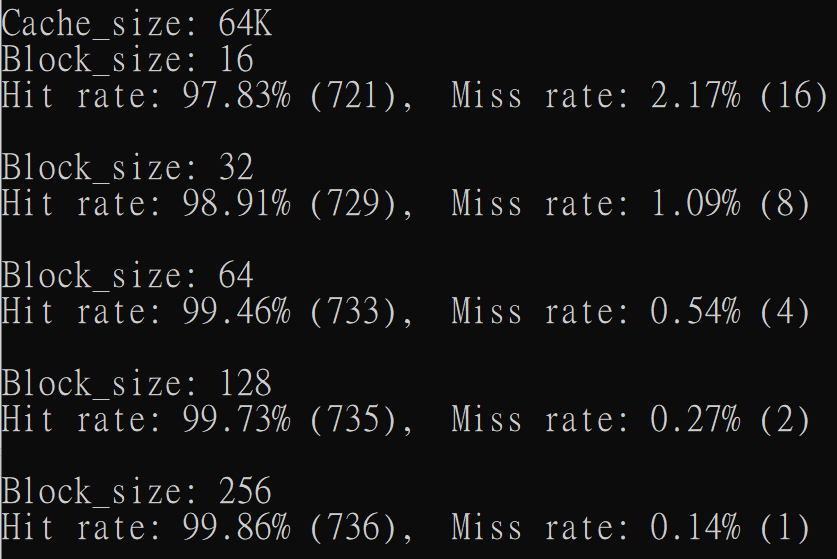 Cache_size: 64K
Block_size: 16
Hit rate: 97.83% (721),  Miss rate: 2.17% (16)
Block_size: 32
Hit rate: 98.91% (729),  Miss rate: 1.09% (8)
Block_size: 64
Hit rate: 99.46% (733),  Miss rate: 0.54% (4)
Block_size: 128
Hit rate: 99.73% (735),  Miss rate: 0.27% (2)
Block_size: 256
Hit rate: 99.86% (736),  Miss rate: 0.14% (1)